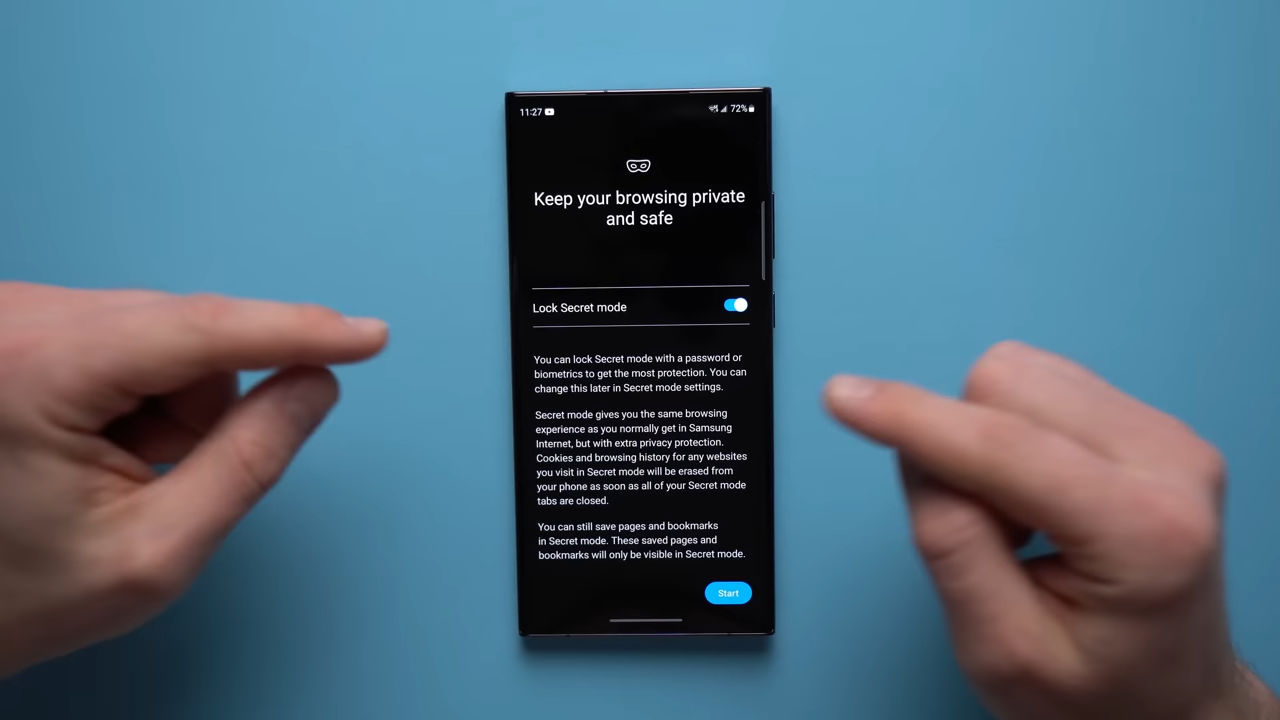 11:27
72%
Keep your browsing private
and safe
Lock Secret mode
You can lock Secret mode with a password or
biometrics to get the most protection. You can
change this later in Secret mode settings.
Secret mode gives you the same browsing
experience as you normally get in Samsung
Internet, but with extra privacy protection.
Cookies and browsing history for any websites
you visit in Secret mode will be erased from
your phone as soon as all of your Secret mode
tabs are closed.
You can still save pages and bookmarks
in Secret mode. These saved pages and
bookmarks will only be visible in Secret mode.
Start